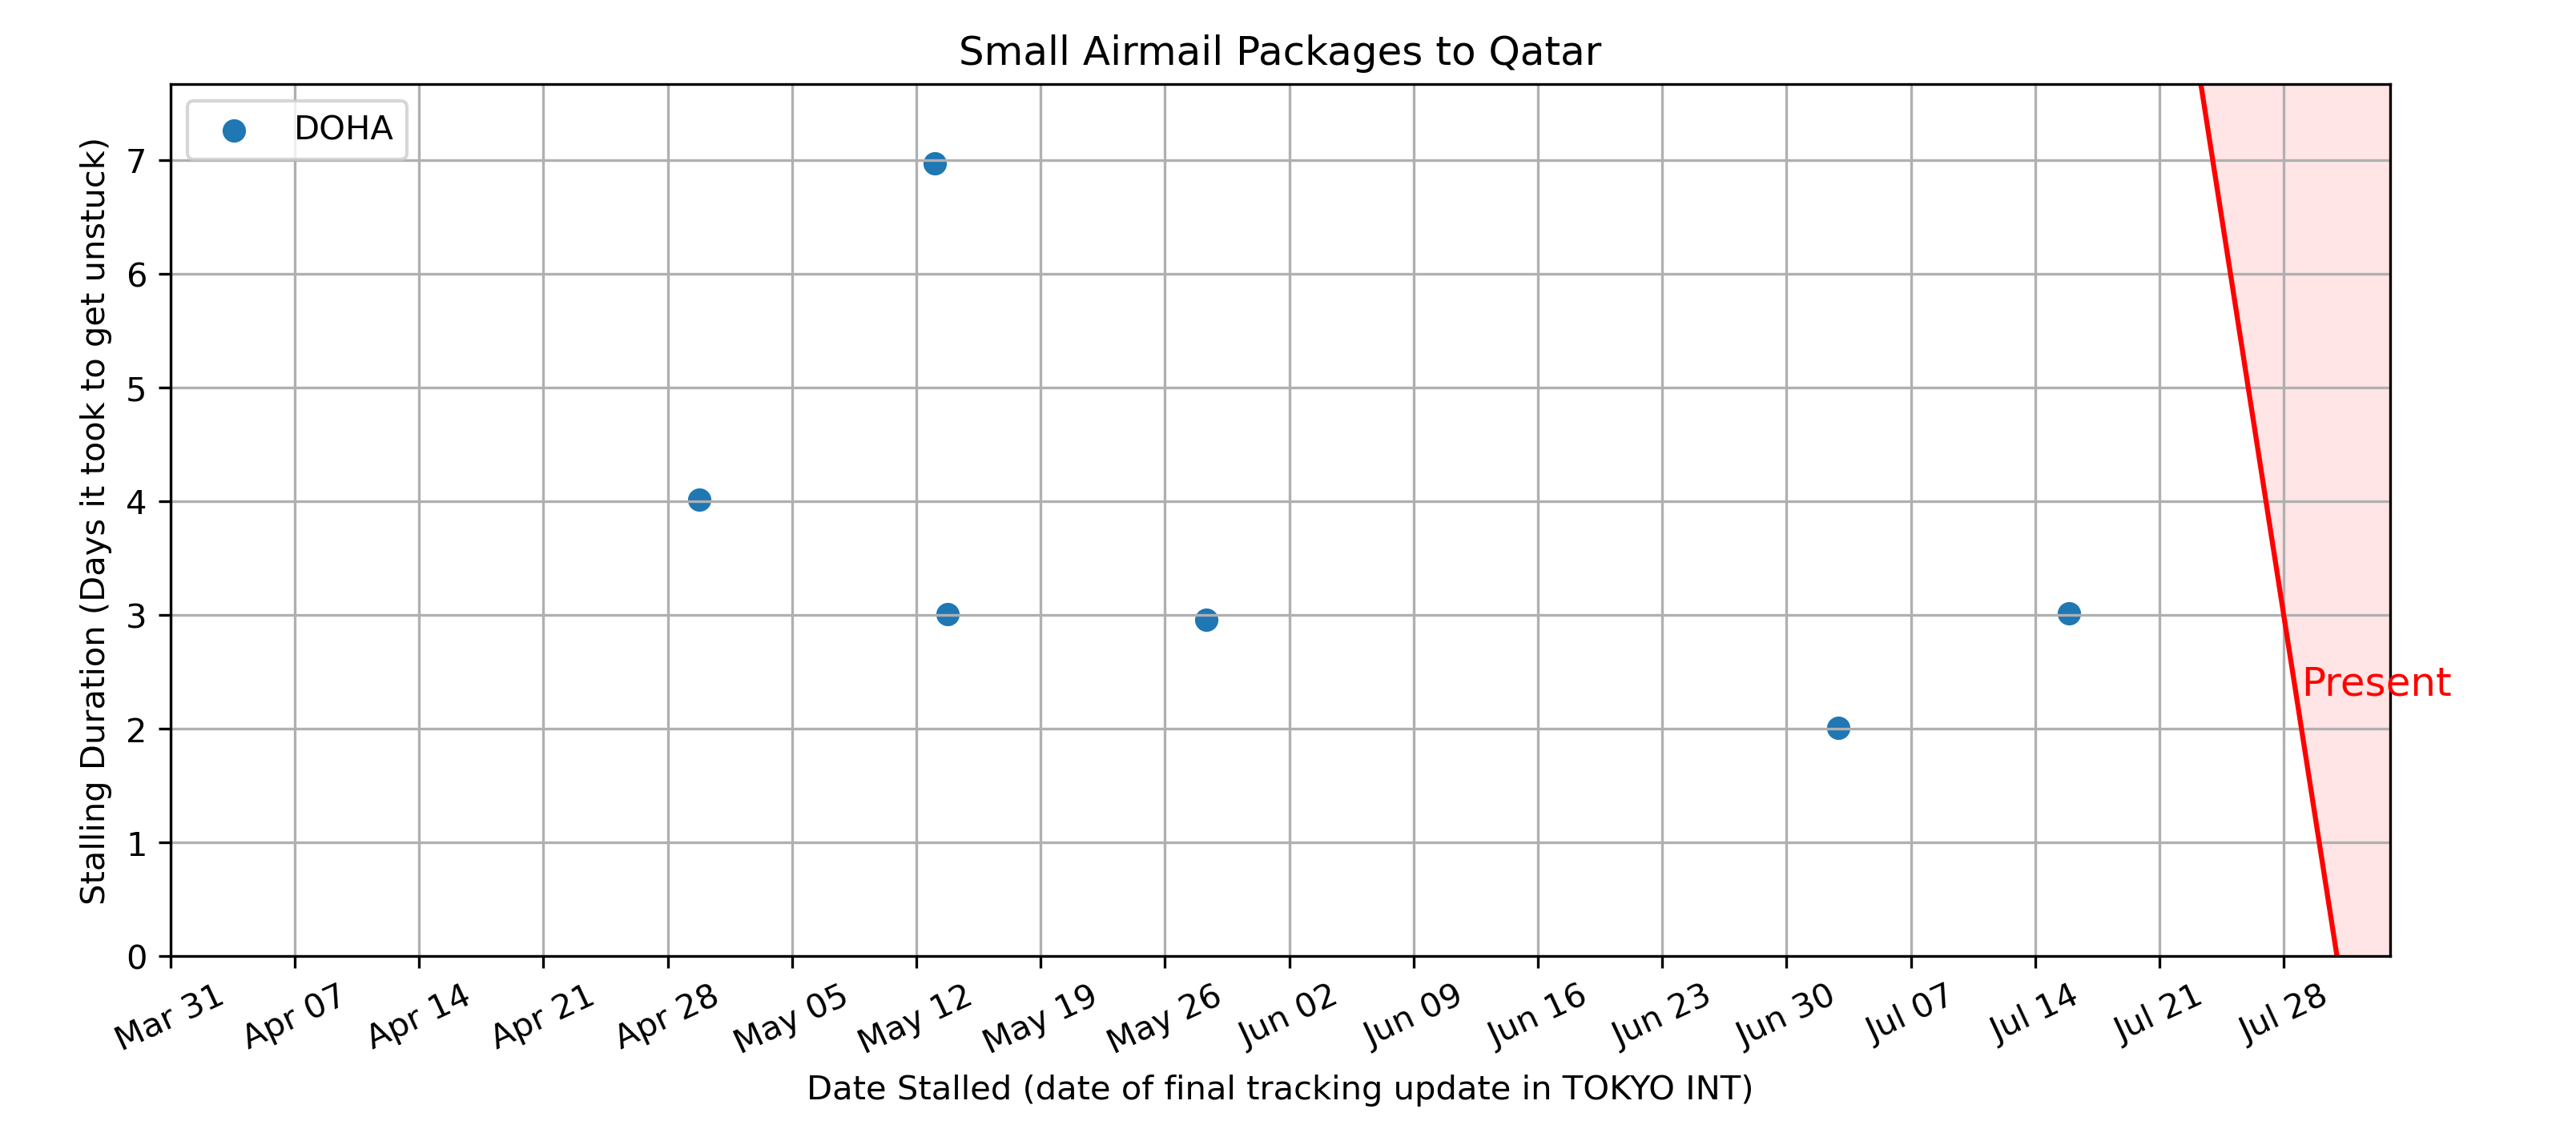 Small Airmail Packages to Qatar
DOHA
Stalling Duration (Days it took to get unstuck)
7
6
5
4
3
2
1
0
Present
Mar 31
Apr 07
Apr 14
Apr 21
Apr 28
May 05
May 12
May 19
May 26
Jun 02
Jun 09
Jun 16
Jun 23
Jun 30
Jul 07
Jul 14
Jul 21
Jul 28
Date Stalled (date of final tracking update in TOKYO INT)